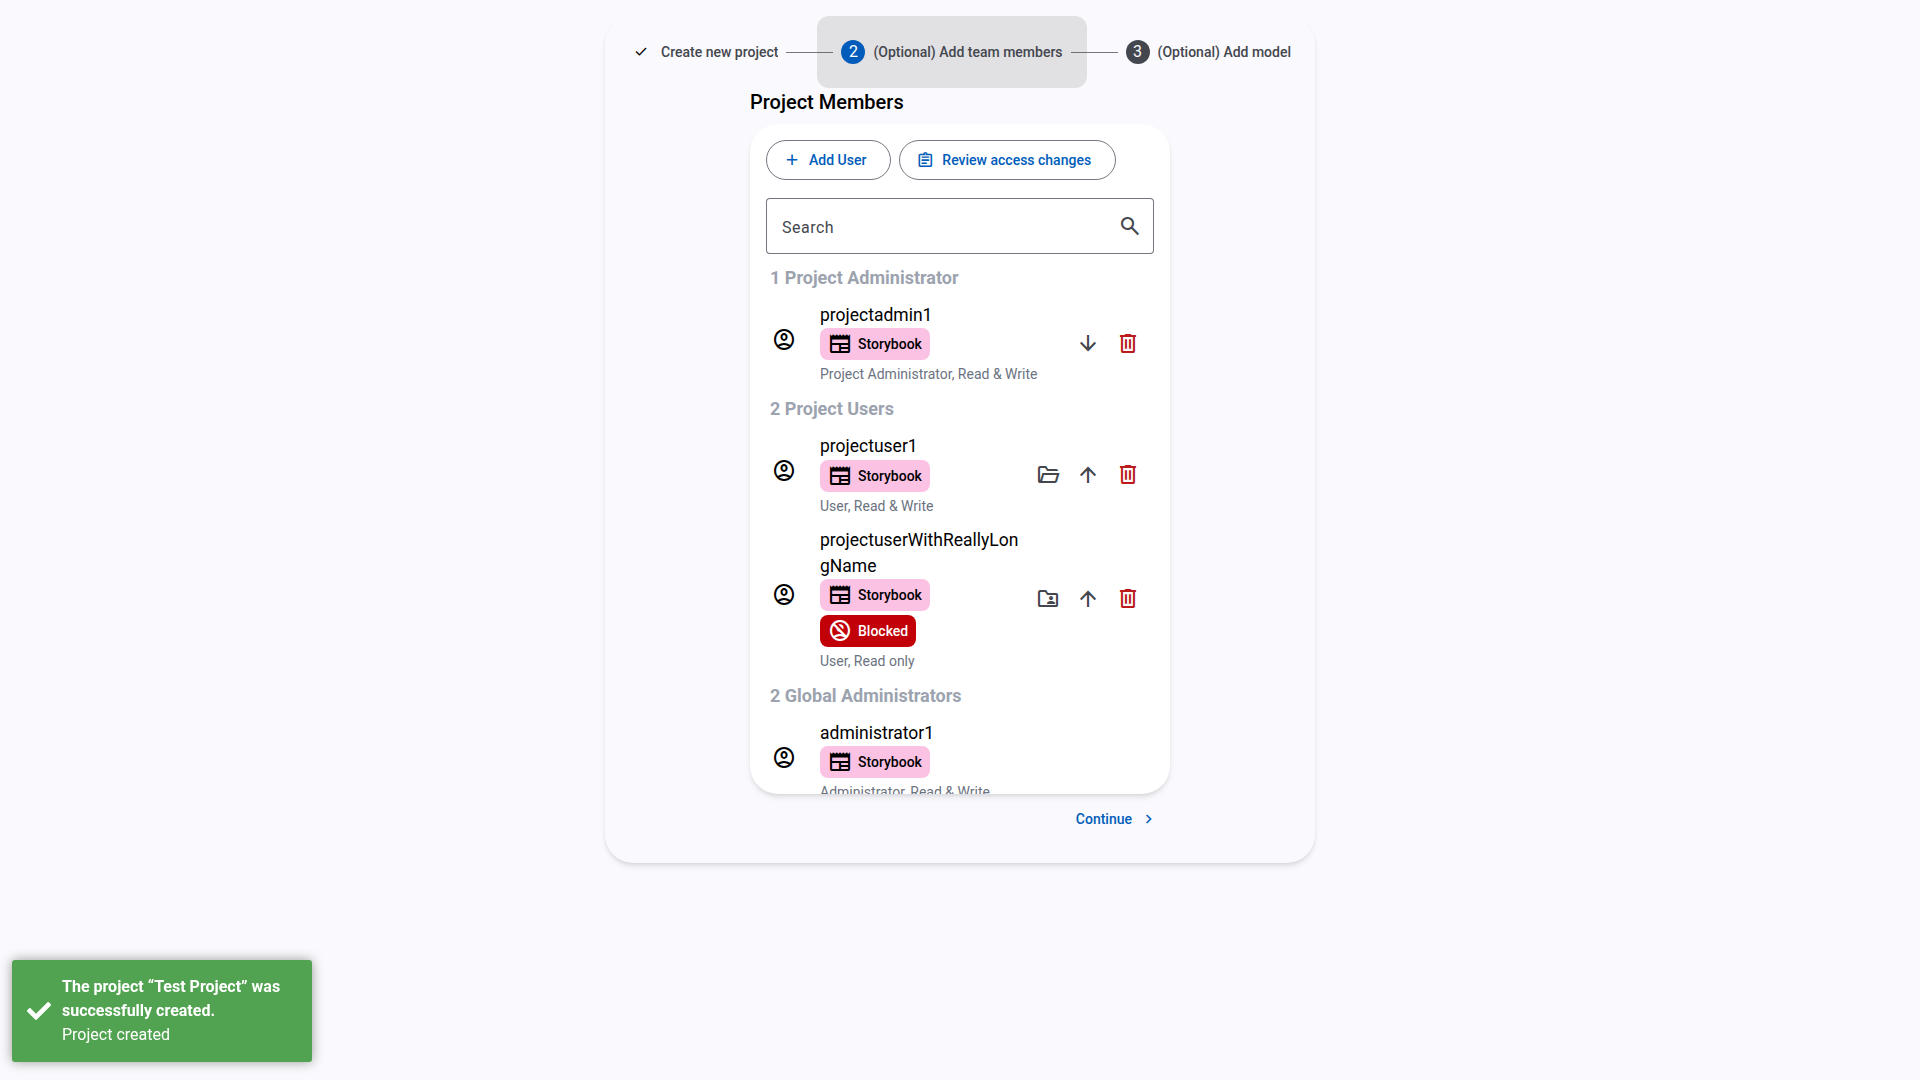 Create new project
2 (Optional) Add team members
3 (Optional) Add model
Project Members
Add User
Review access changes
Search
1 Project Administrator
projectadmin1
Storybook
Project Administrator, Read & Write
2 Project Users
projectuser1
Storybook
User, Read & Write
projectuserWithReallyLon
gName
Storybook
Blocked
User, Read only
2 Global Administrators
administrator1
Storybook
Administrator, Read & Write
Continue
The project “Test Project” was
successfully created.
Project created